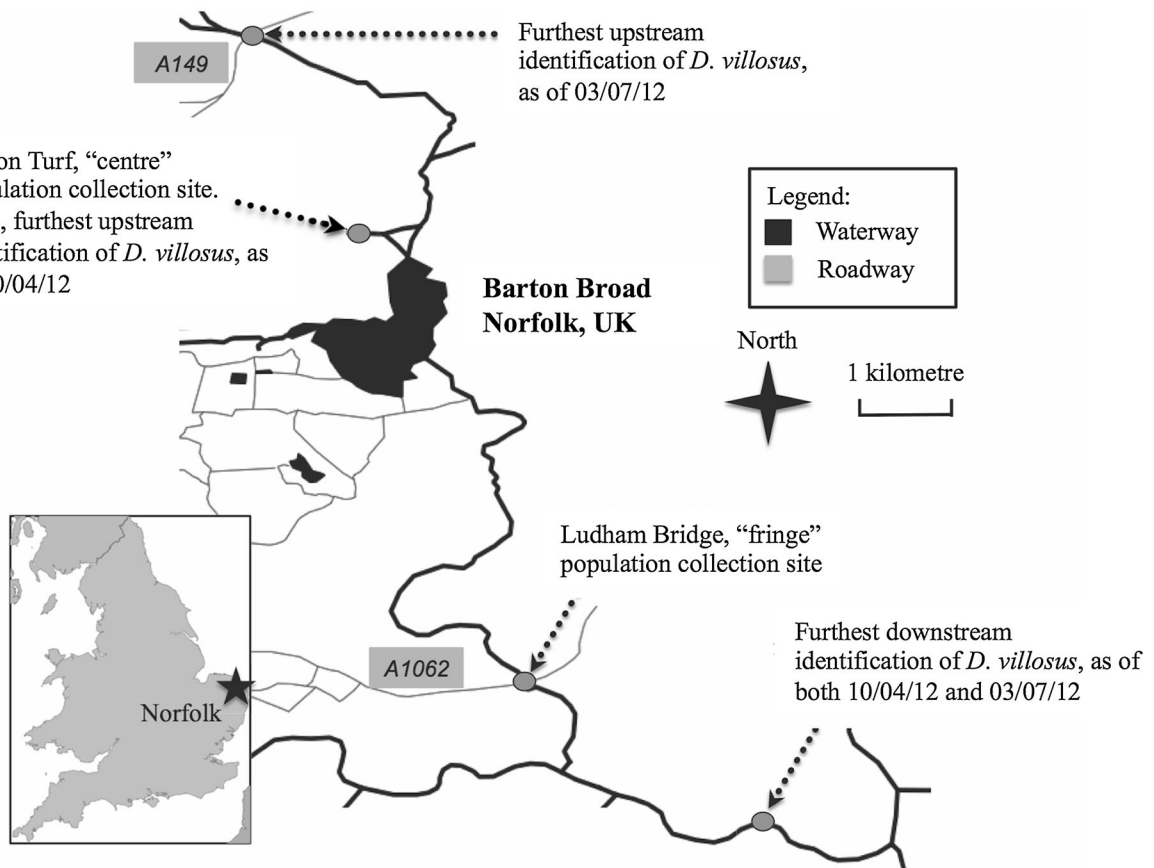 Furthest upstream
identification of D. villosus,
as of 03/07/12
A149
on Turf, “centre”
ulation collection site.
, furthest upstream
tification of D. villosus, as
0/04/12
Legend:
Waterway
Roadway
Barton Broad
Norfolk, UK
North
1 kilometre
Ludham Bridge, “fringe”
population collection site
A1062
Furthest downstream
identification of D. villosus, as of
both 10/04/12 and 03/07/12
Norfolk